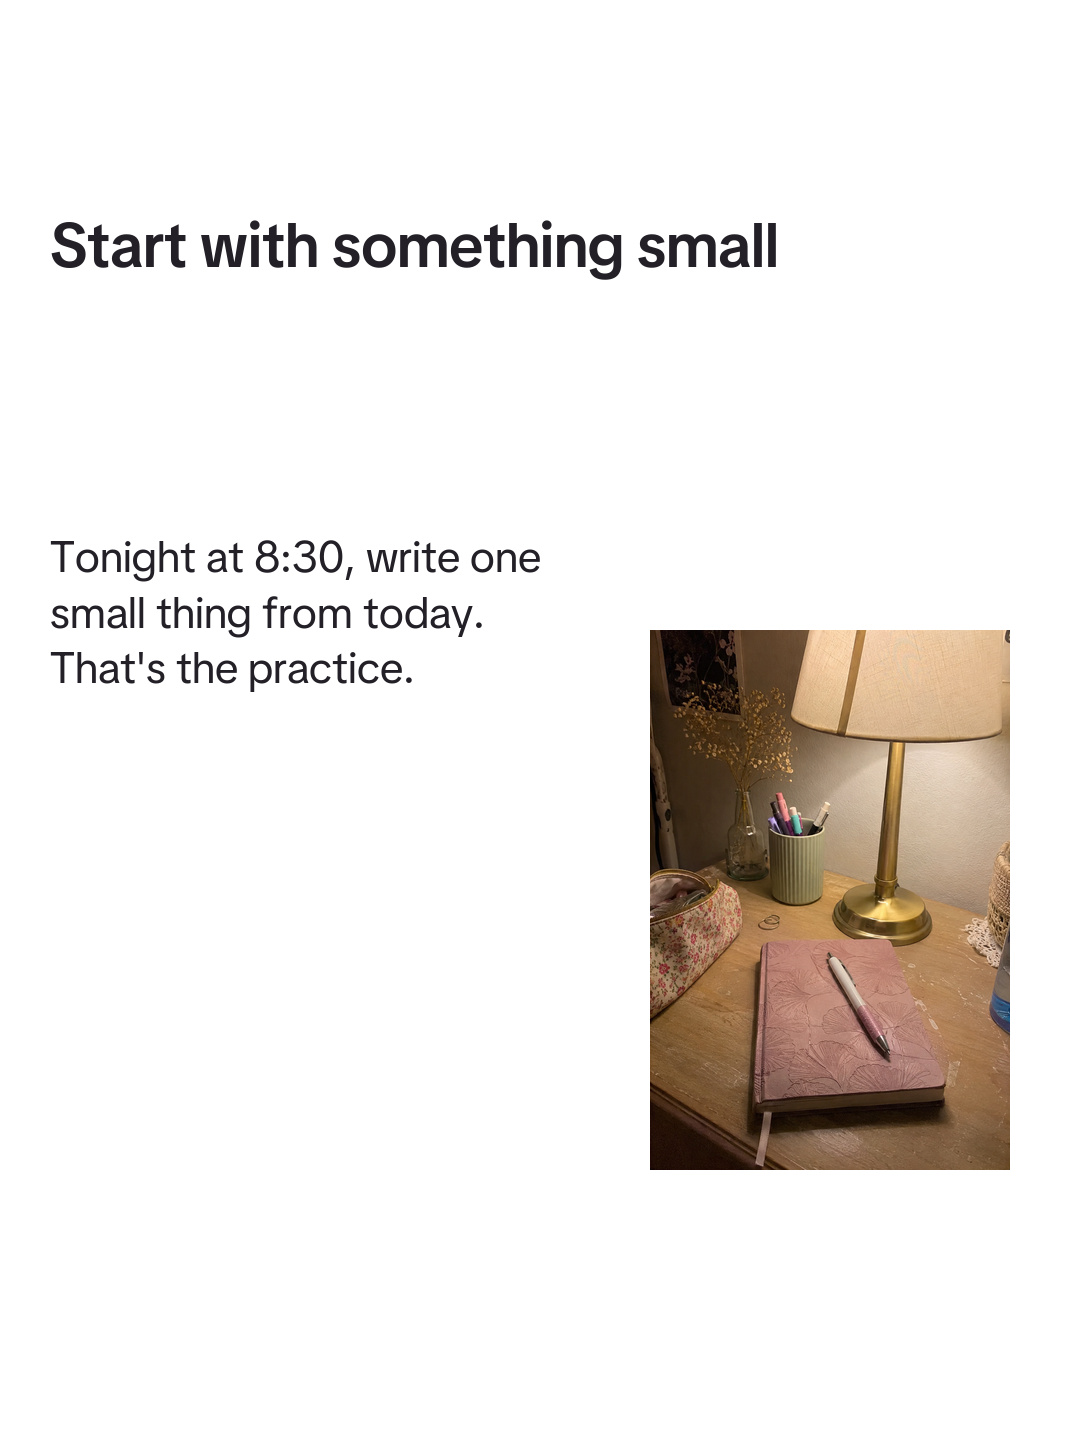 Start with something small
Tonight at 8:30, write one
small thing from today.
That's the practice.